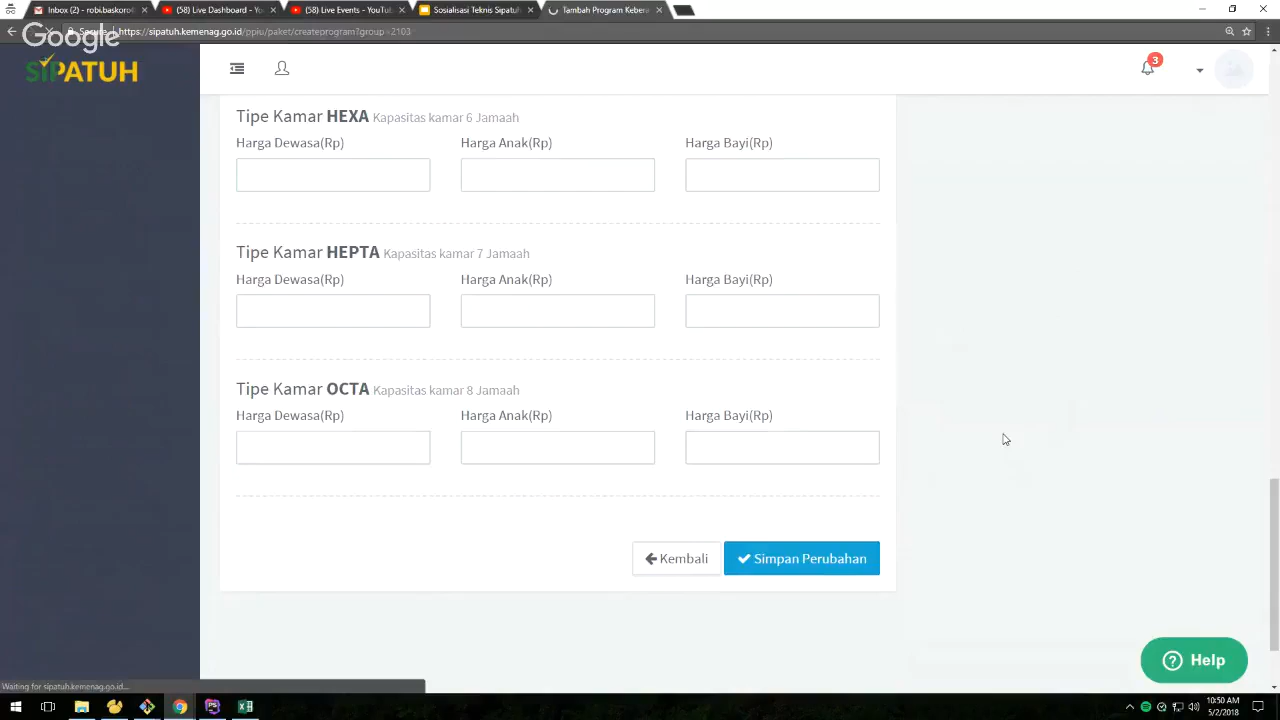 Inbox (2) - robi.baskoro@
(58) Live Dashboard - Yo
(58) Live Events - YouTub
Sosialisasi Teknis Sipatuh
Tambah Program Kebera
Secure https://sipatuh.kemenag.go.id/ppiu/paket/createprogram?group=2103
Google
SIPATUH
3
Tipe Kamar HEXA Kapasitas kamar 6 Jamaah
Harga Dewasa(Rp) Harga Anak(Rp) Harga Bayi(Rp)
Tipe Kamar HEPTA Kapasitas kamar 7 Jamaah
Harga Dewasa(Rp) Harga Anak(Rp) Harga Bayi(Rp)
Tipe Kamar OCTA Kapasitas kamar 8 Jamaah
Harga Dewasa(Rp) Harga Anak(Rp) Harga Bayi(Rp)
Kembali Simpan Perubahan
Help
Waiting for sipatuh.kemenag.go.id...
10:50 AM
5/2/2018